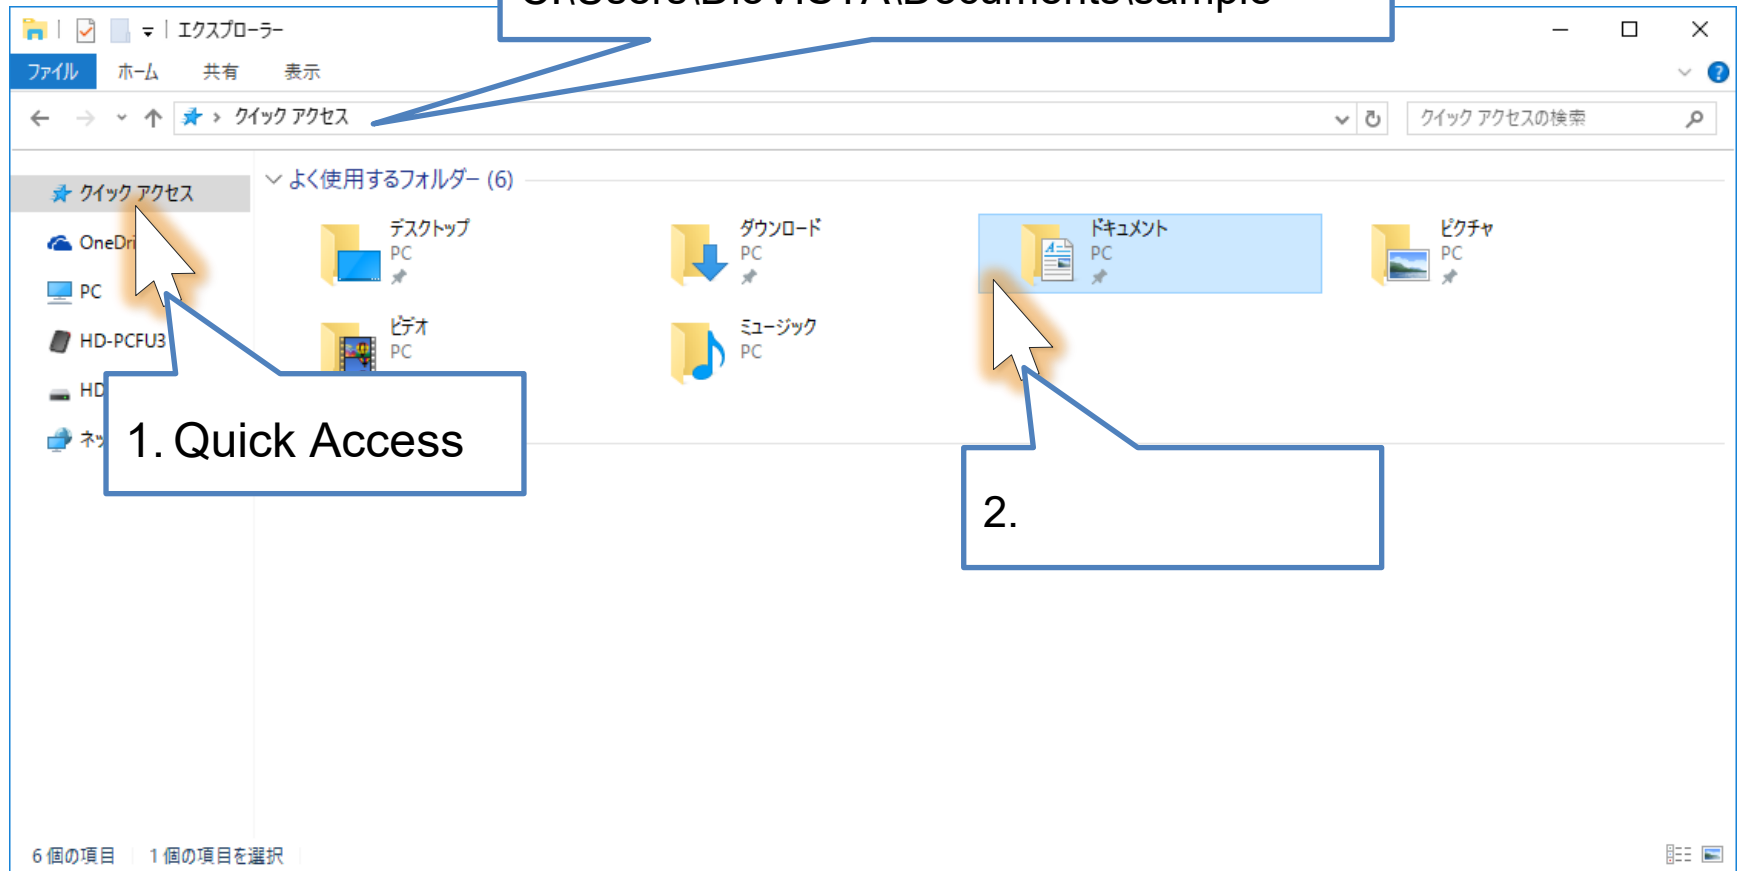 C:\Users\DioVISTA\Documents\sample
エクスプローラー
ファイル ホーム 共有 表示
クイック アクセス
クイック アクセスの検索
クイック アクセス
OneDri
PC
HD-PCFU3
HD
ネッ
よく使用するフォルダー (6)
デスクトップ
PC
ダウンロード
PC
ドキュメント
PC
ピクチャ
PC
ビデオ
PC
ミュージック
PC
1. Quick Access
2.
6 個の項目 1 個の項目を選択